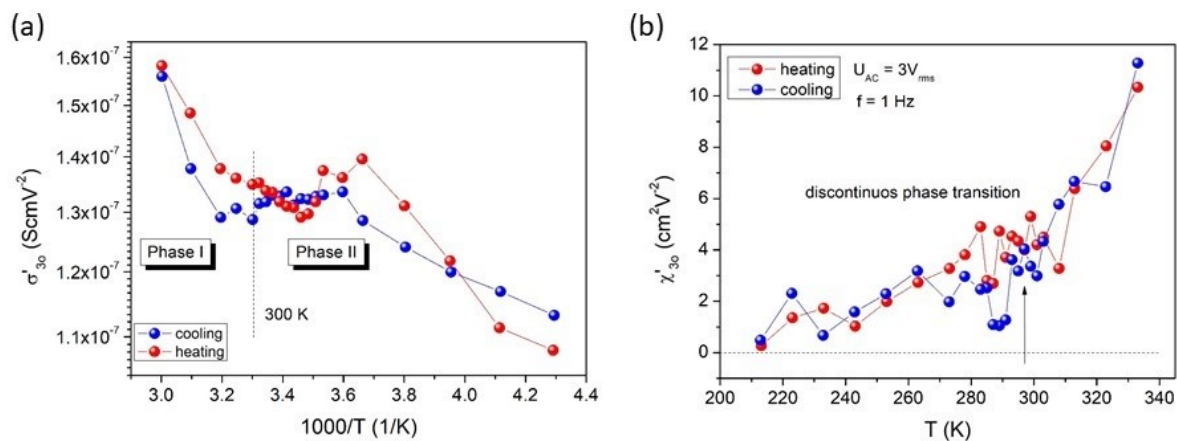 (a)
1.6x10⁻⁷
1.5x10⁻⁷
1.4x10⁻⁷
1.3x10⁻⁷
1.2x10⁻⁷
1.1x10⁻⁷
σ'₃ₒ (ScmV⁻²)
Phase I
Phase II
300 K
cooling
heating
3.0 3.2 3.4 3.6 3.8 4.0 4.2 4.4
1000/T (1/K)
(b)
12
10
8
6
4
2
0
χ'₃ₒ (cm²V⁻²)
heating
cooling
U_AC = 3V_rms
f = 1 Hz
discontinuos phase transition
200 220 240 260 280 300 320 340
T (K)